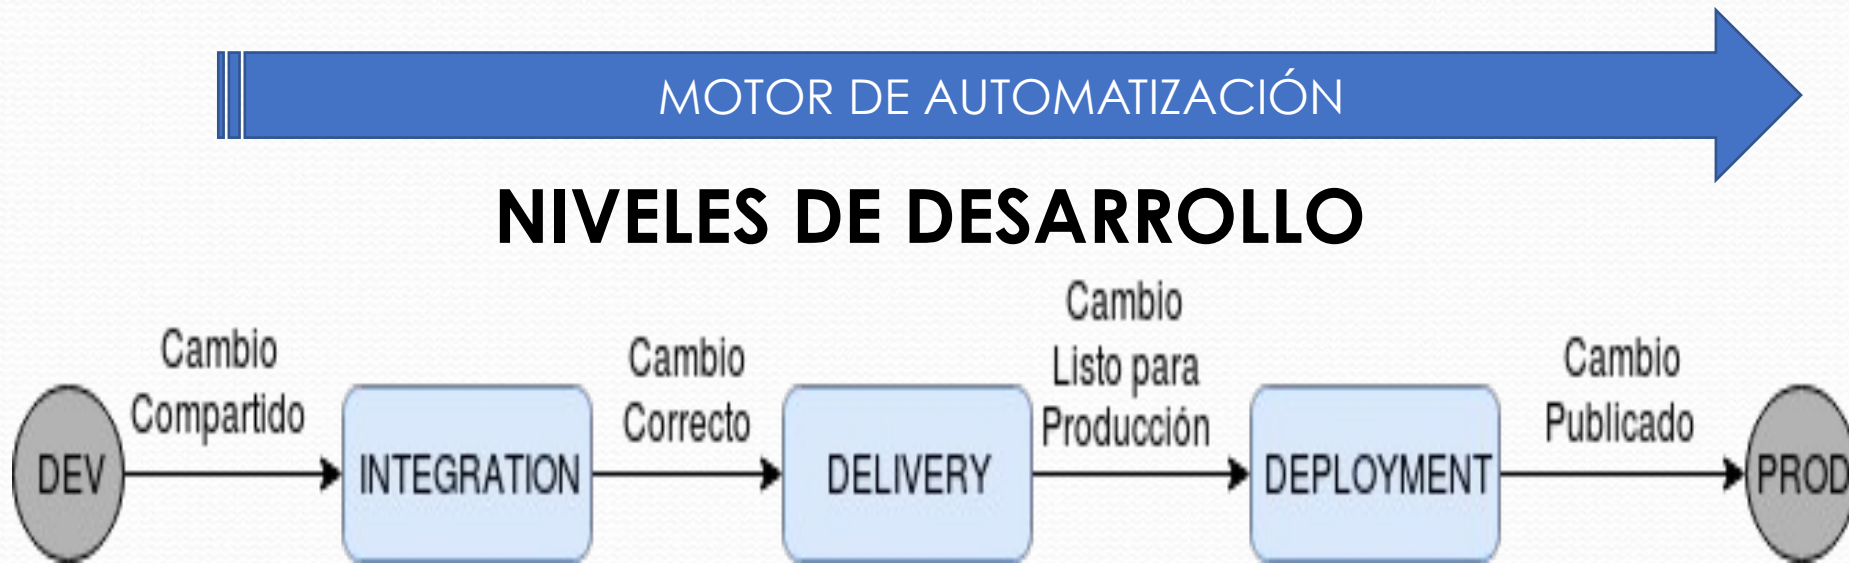 MOTOR DE AUTOMATIZACIÓN
NIVELES DE DESARROLLO
Cambio
Compartido
Cambio
Correcto
Cambio
Listo para
Producción
Cambio
Publicado
DEV
INTEGRATION
DELIVERY
DEPLOYMENT
PROD